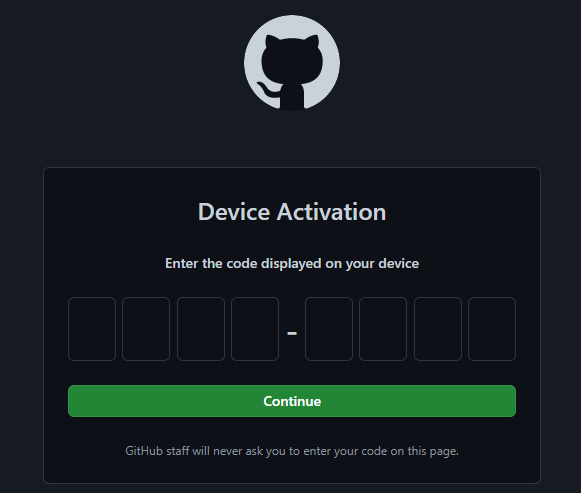 Device Activation
Enter the code displayed on your device
-
Continue
GitHub staff will never ask you to enter your code on this page.